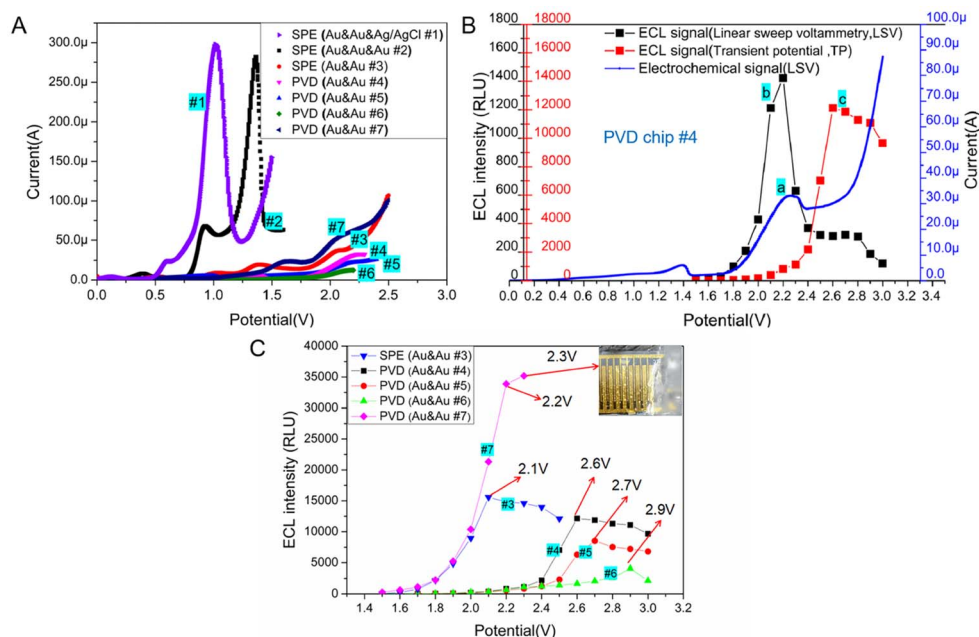 A
Current(A)
300.0μ
250.0μ
200.0μ
150.0μ
100.0μ
50.0μ
0.0
0.0 0.5 1.0 1.5 2.0 2.5 3.0
Potential(V)
SPE (Au&Au&Ag/AgCl #1)
SPE (Au&Au&Au #2)
SPE (Au&Au #3)
PVD (Au&Au #4)
PVD (Au&Au #5)
PVD (Au&Au #6)
PVD (Au&Au #7)
#1
#2
#7
#3
#4
#5
#6
B
ECL intensity (RLU)
1800
1600
1400
1200
1000
800
600
400
200
0
18000
16000
14000
12000
10000
8000
6000
4000
2000
0
ECL signal(Linear sweep voltammetry,LSV)
ECL signal(Transient potential ,TP)
Electrochemical signal(LSV)
b
c
a
PVD chip #4
100.0μ
90.0μ
80.0μ
70.0μ
60.0μ
50.0μ
40.0μ
30.0μ
20.0μ
10.0μ
0.0
Current(A)
0.0 0.2 0.4 0.6 0.8 1.0 1.2 1.4 1.6 1.8 2.0 2.2 2.4 2.6 2.8 3.0 3.2 3.4
Potential(V)
C
ECL intensity (RLU)
40000
35000
30000
25000
20000
15000
10000
5000
0
SPE (Au&Au #3)
PVD (Au&Au #4)
PVD (Au&Au #5)
PVD (Au&Au #6)
PVD (Au&Au #7)
2.3V
2.2V
#7
2.1V
#3
2.6V
2.7V
2.9V
#4
#5
#6
1.4 1.6 1.8 2.0 2.2 2.4 2.6 2.8 3.0 3.2
Potential(V)